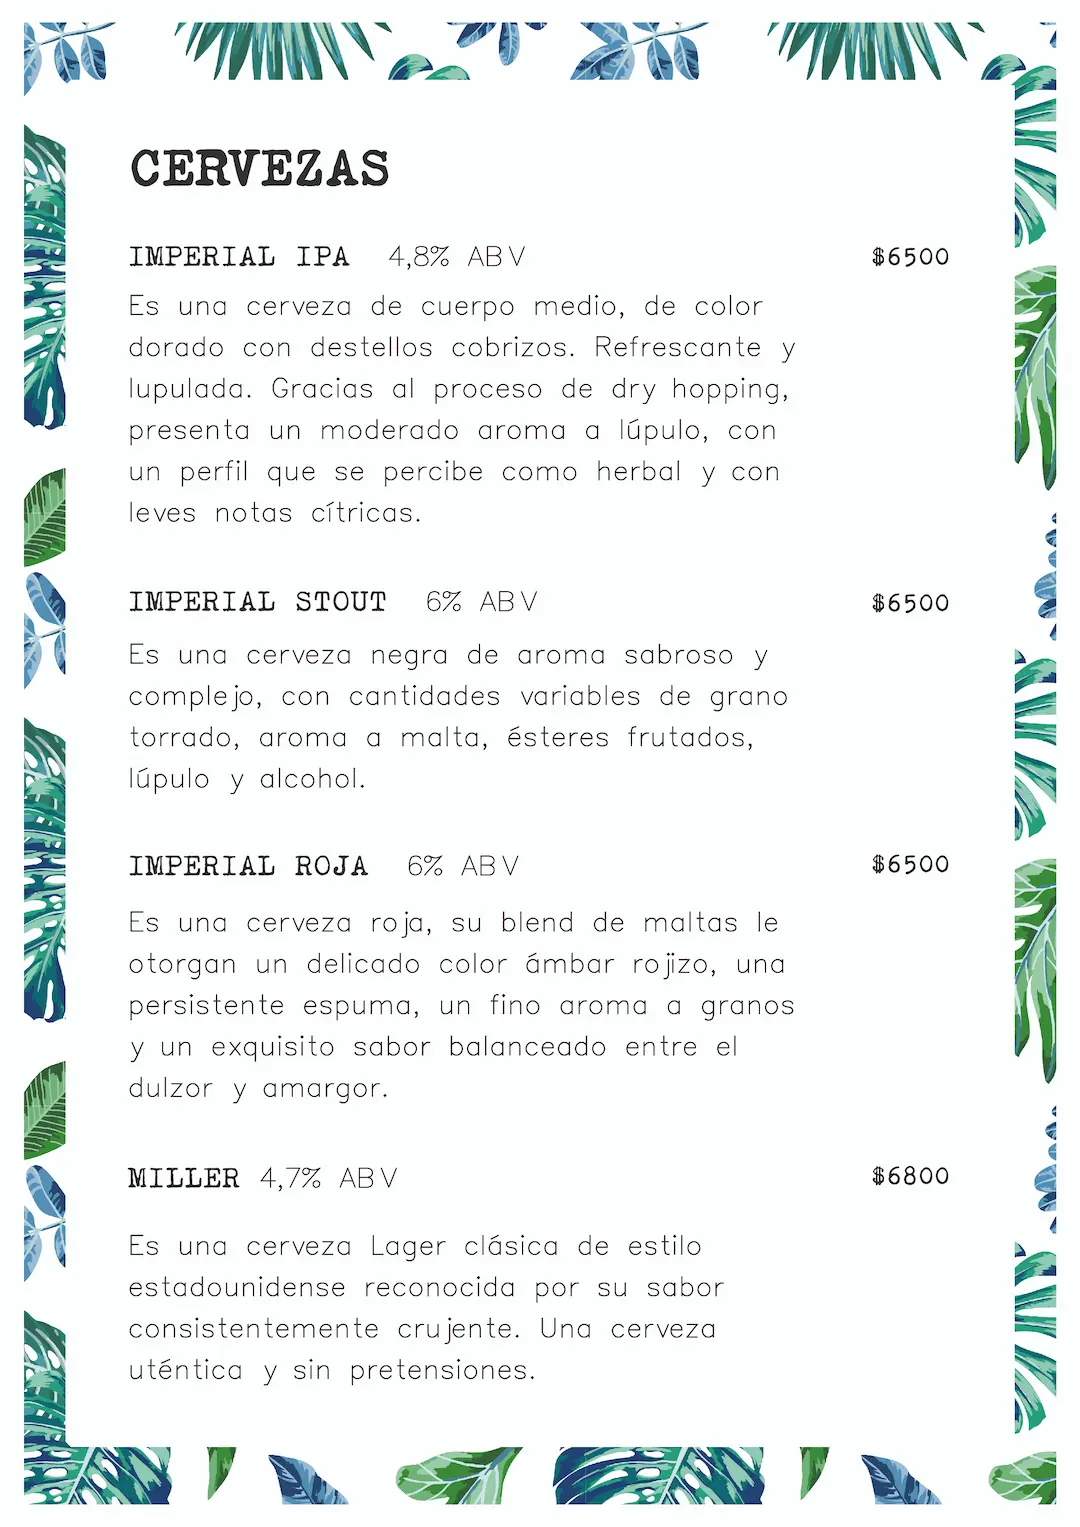 CERVEZAS
IMPERIAL IPA 4,8% ABV $6500
Es una cerveza de cuerpo medio, de color
dorado con destellos cobrizos. Refrescante y
lupulada. Gracias al proceso de dry hopping,
presenta un moderado aroma a lúpulo, con
un perfil que se percibe como herbal y con
leves notas cítricas.
IMPERIAL STOUT 6% ABV $6500
Es una cerveza negra de aroma sabroso y
complejo, con cantidades variables de grano
torrado, aroma a malta, ésteres frutados,
lúpulo y alcohol.
IMPERIAL ROJA 6% ABV $6500
Es una cerveza roja, su blend de maltas le
otorgan un delicado color ámbar rojizo, una
persistente espuma, un fino aroma a granos
y un exquisito sabor balanceado entre el
dulzor y amargor.
MILLER 4,7% ABV $6800
Es una cerveza Lager clásica de estilo
estadounidense reconocida por su sabor
consistentemente crujente. Una cerveza
uténtica y sin pretensiones.